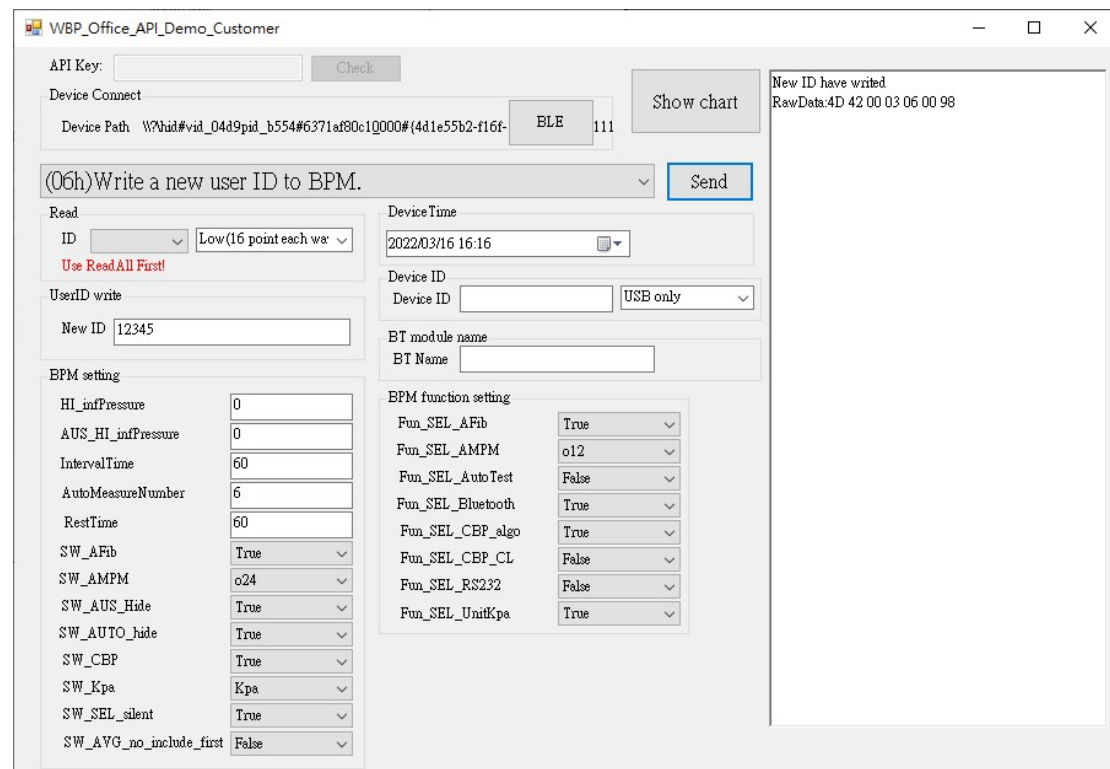 WBP_Office_API_Demo_Customer
API Key:
Check
Device Connect
Device Path \\?\hid#vid_04d9pid_b554#6371af80c10000#{4d1e55b2-f16f-
BLE
111
Show chart
New ID have writed
RawData:4D 42 00 03 06 00 98
(06h)Write a new user ID to BPM.
Send
Read
ID
Low(16 point each wa
Use ReadAll First!
DeviceTime
2022/03/16 16:16
Device ID
Device ID
USB only
UserID write
New ID 12345
BT module name
BT Name
BPM setting
HI_infPressure 0
AUS_HI_infPressure 0
IntervalTime 60
AutoMeasureNumber 6
RestTime 60
SW_AFib True
SW_AMPM o24
SW_AUS_Hide True
SW_AUTO_hide True
SW_CBP True
SW_Kpa Kpa
SW_SEL_silent True
SW_AVG_no_include_first False
BPM function setting
Fun_SEL_AFib True
Fun_SEL_AMPM o12
Fun_SEL_AutoTest False
Fun_SEL_Bluetooth True
Fun_SEL_CBP_algo True
Fun_SEL_CBP_CL False
Fun_SEL_RS232 False
Fun_SEL_UnitKpa True